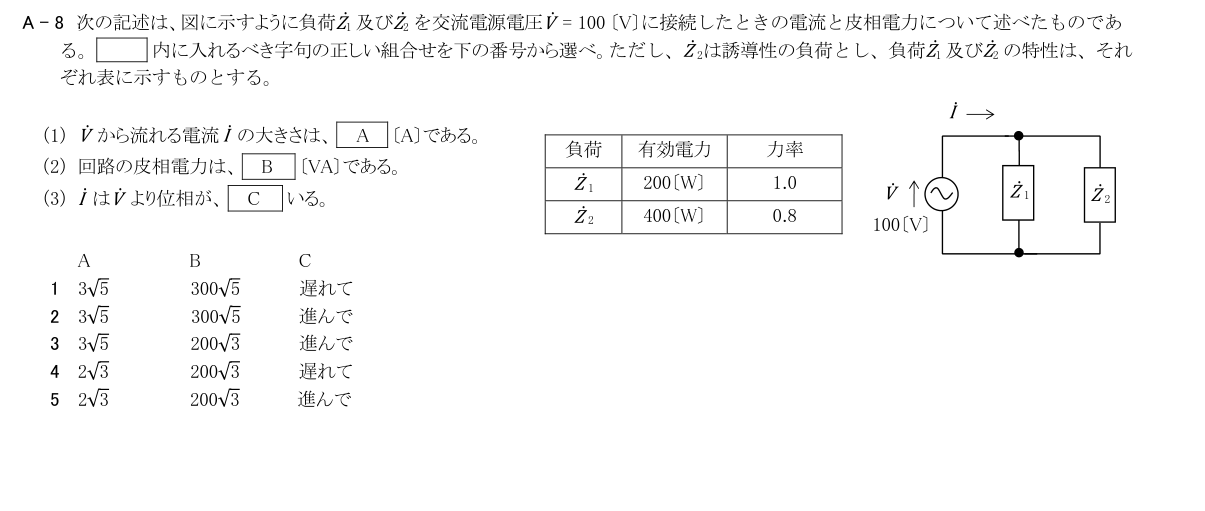 A－8 次の記述は、図に示すように負荷Ż₁ 及びŻ₂ を交流電源電圧V̇ = 100〔V〕に接続したときの電流と皮相電力について述べたものであ
る。 内に入れるべき字句の正しい組合せを下の番号から選べ。ただし、Ż₂は誘導性の負荷とし、負荷Ż₁ 及びŻ₂ の特性は、それ
ぞれ表に示すものとする。
(1) V̇ から流れる電流 İ の大きさは、 A 〔A〕である。
(2) 回路の皮相電力は、 B 〔VA〕である。
(3) İ はV̇ より位相が、 C いる。
負荷 有効電力 力率
Ż₁ 200〔W〕 1.0
Ż₂ 400〔W〕 0.8
İ
V̇
100〔V〕
Ż₁
Ż₂
A B C
1 3√5 300√5 遅れて
2 3√5 300√5 進んで
3 3√5 200√3 進んで
4 2√3 200√3 遅れて
5 2√3 200√3 進んで